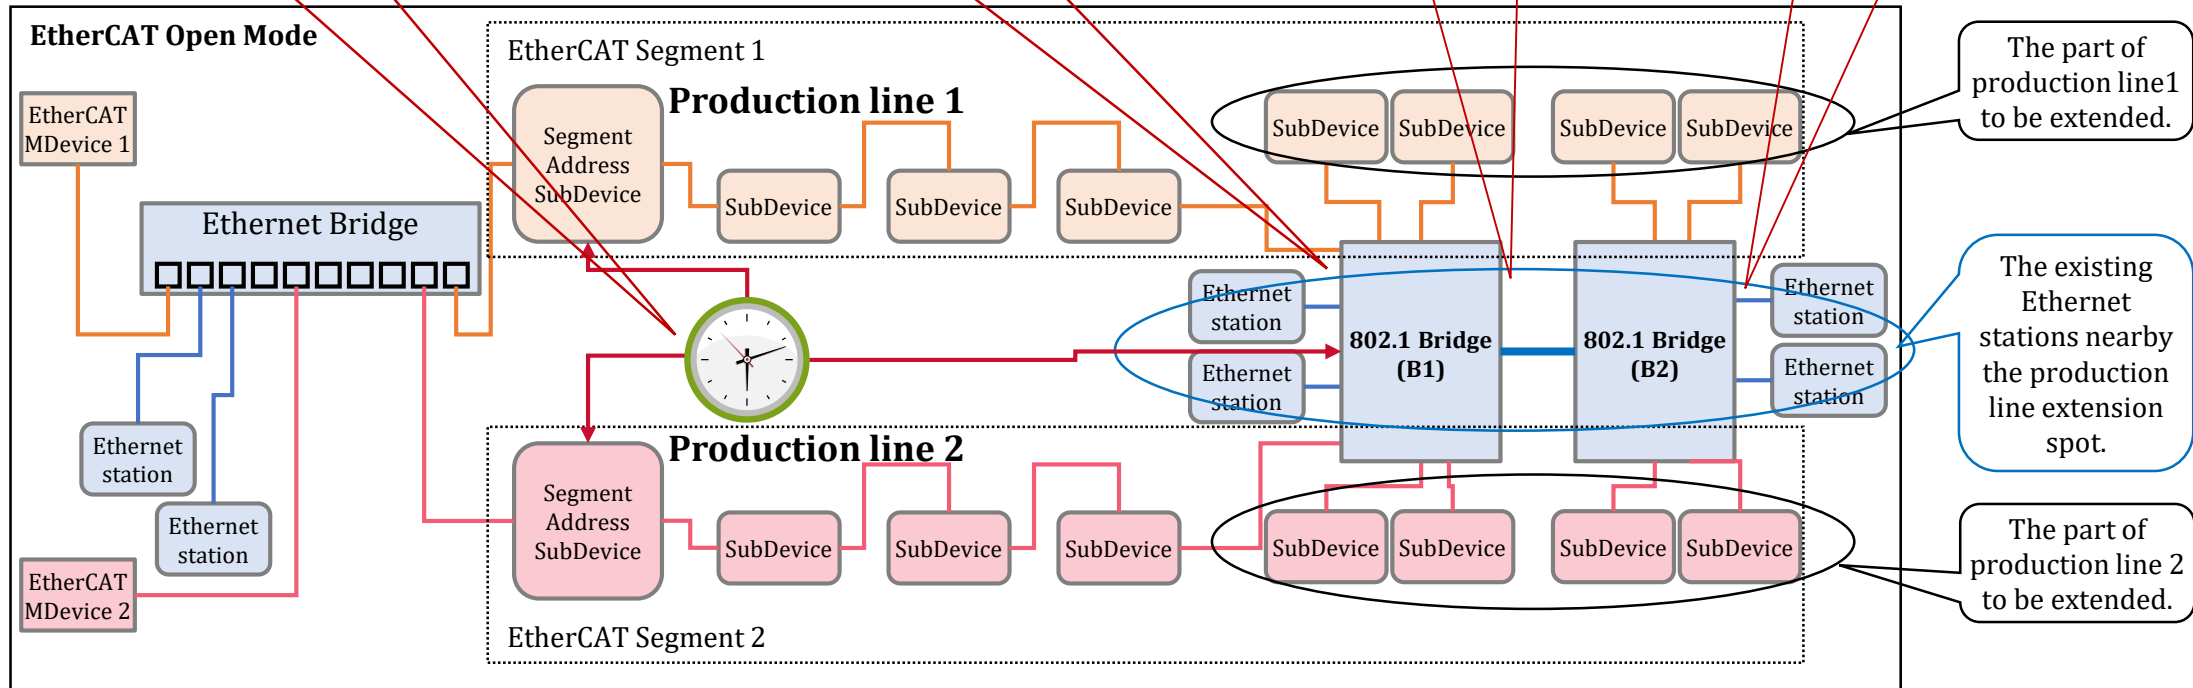 EtherCAT Open Mode
EtherCAT Segment 1
Production line 1
EtherCAT
MDevice 1
Segment
Address
SubDevice
SubDevice
SubDevice
SubDevice
SubDevice
SubDevice
SubDevice
SubDevice
The part of
production line1
to be extended.
Ethernet Bridge
Ethernet
station
Ethernet
station
802.1 Bridge
(B1)
802.1 Bridge
(B2)
Ethernet
station
Ethernet
station
The existing
Ethernet
stations nearby
the production
line extension
spot.
Ethernet
station
Ethernet
station
EtherCAT
MDevice 2
Production line 2
Segment
Address
SubDevice
SubDevice
SubDevice
SubDevice
SubDevice
SubDevice
SubDevice
SubDevice
EtherCAT Segment 2
The part of
production line 2
to be extended.